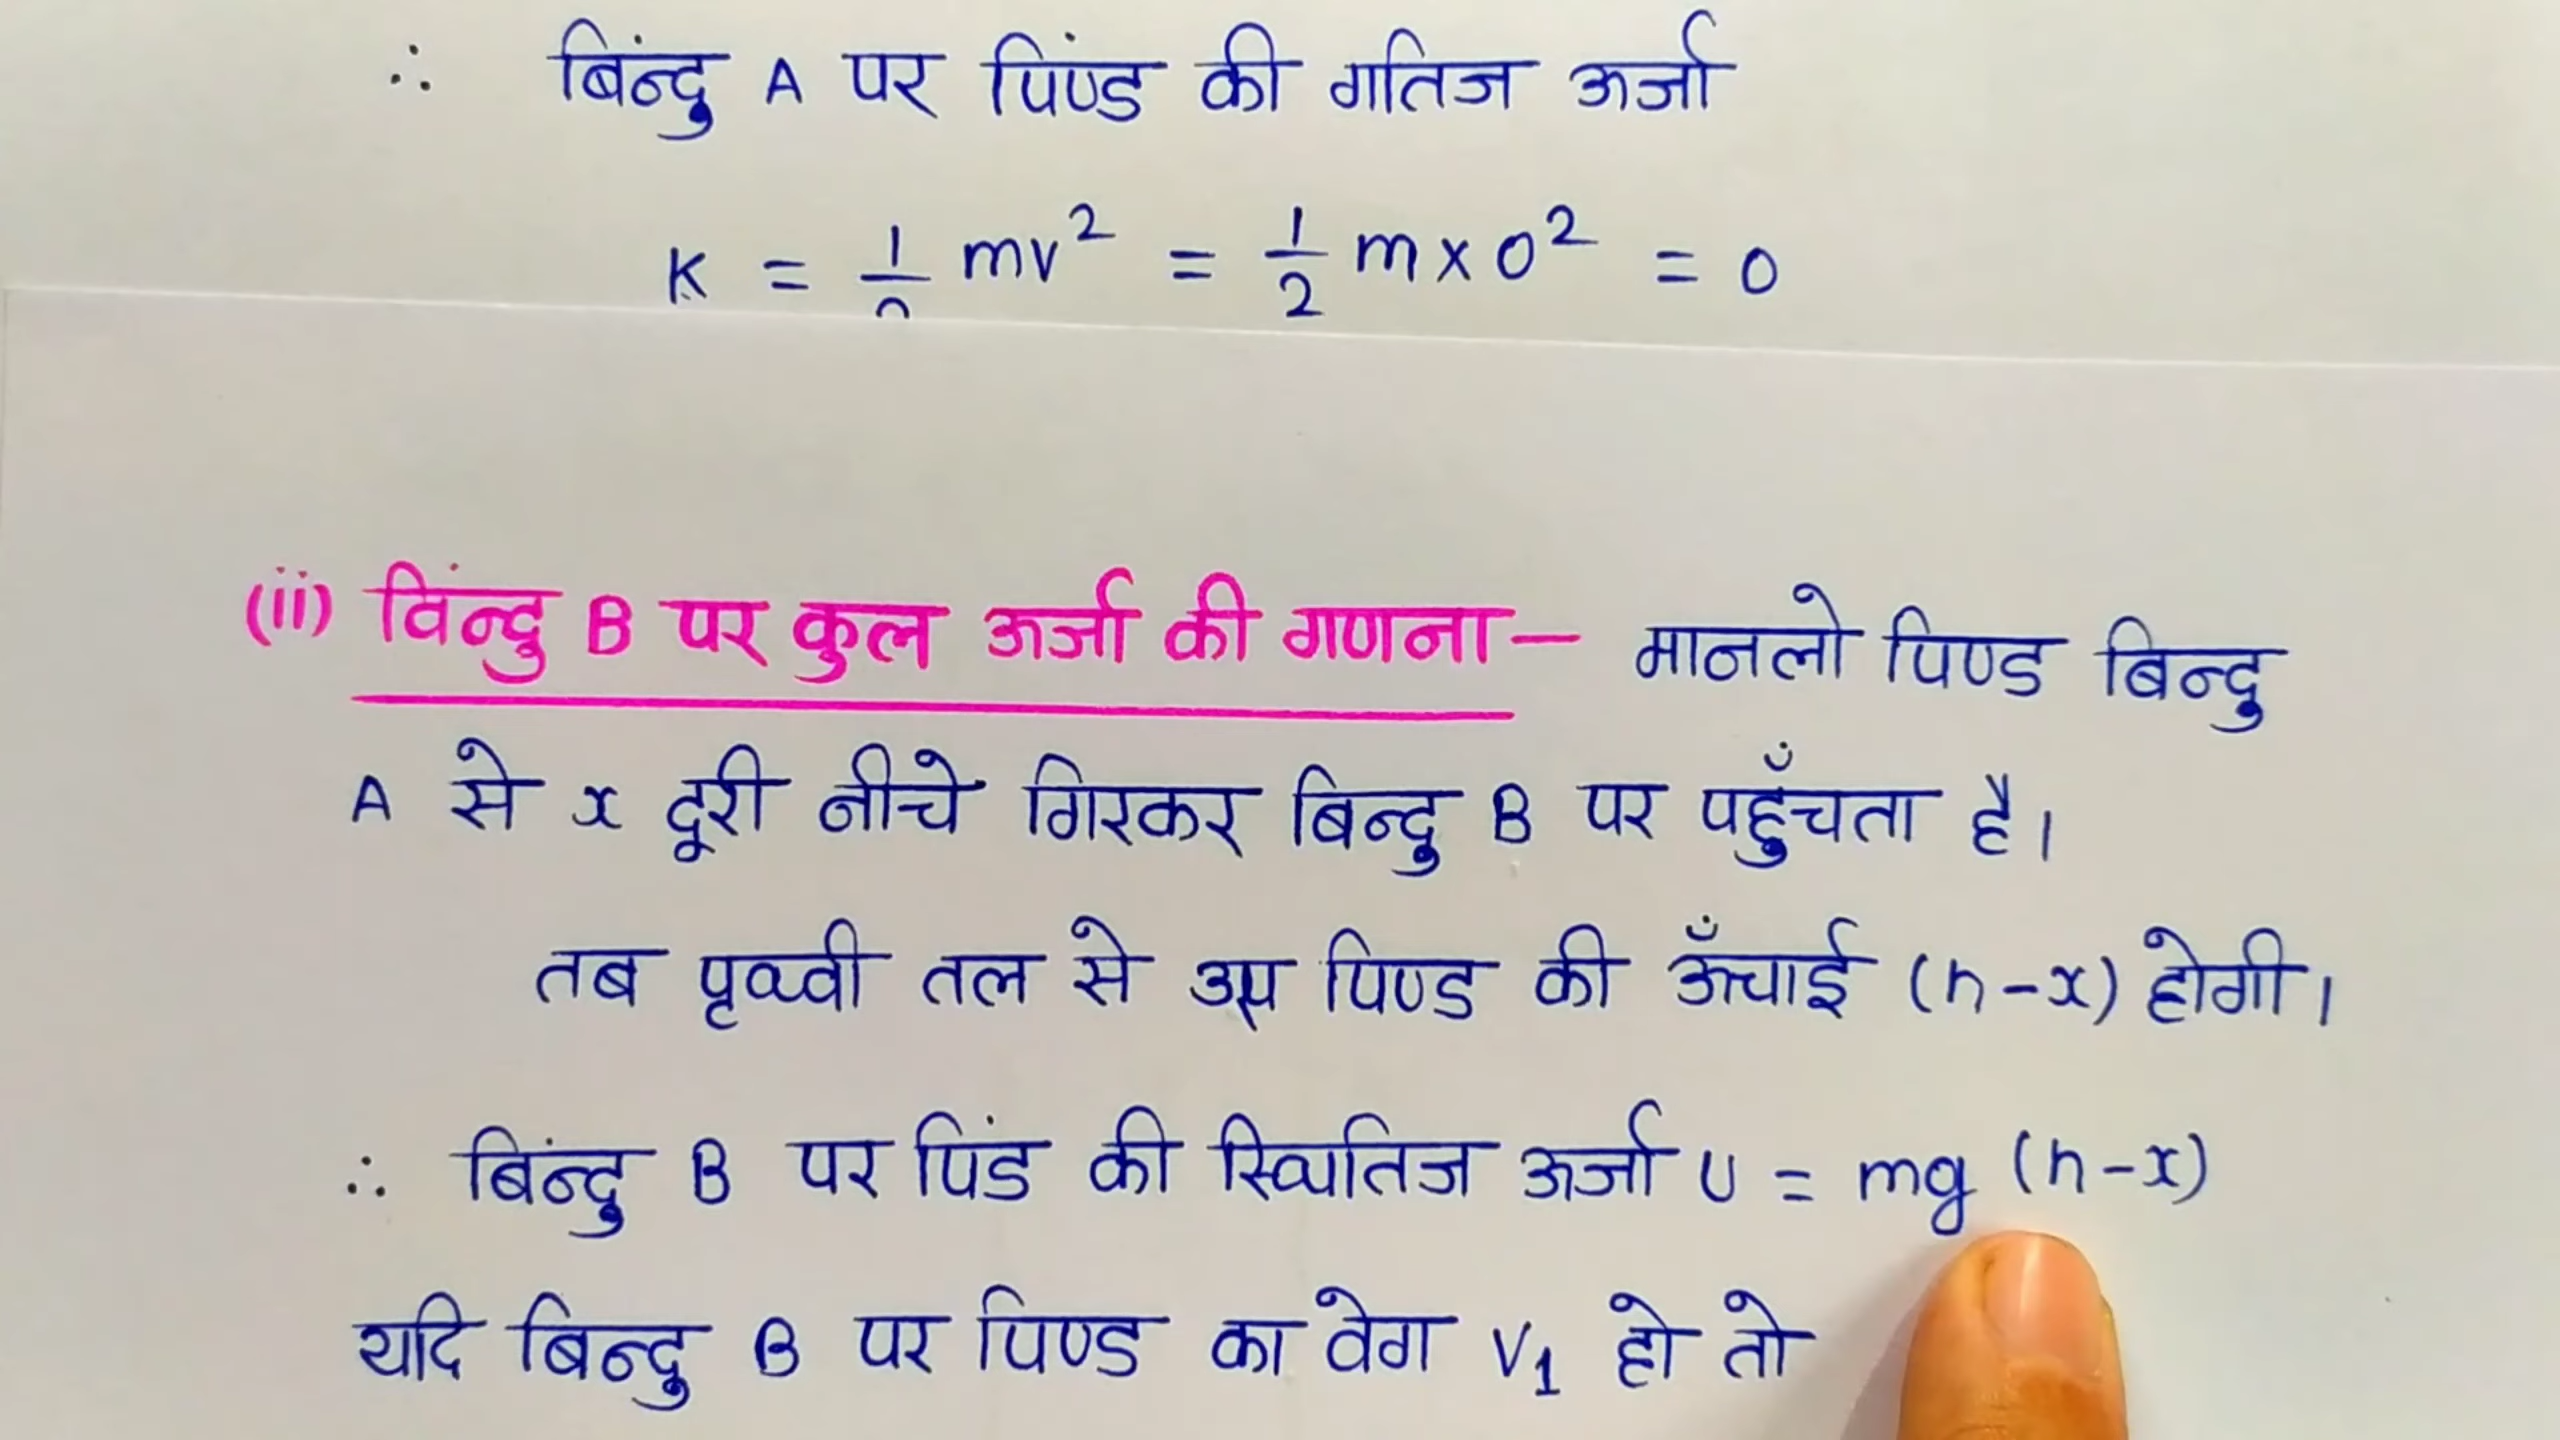 ∴ बिंन्दु A पर पिंण्ड की गतिज ऊर्जा
K = 1/2 mv² = 1/2 m × 0² = 0
(ii) विंन्दु B पर कुल ऊर्जा की गणना — मानलो पिण्ड बिन्दु
A से x दूरी नीचे गिरकर बिन्दु B पर पहुँचता है।
तब पृथ्वी तल से उस पिण्ड की ऊँचाई (h-x) होगी।
∴ बिंन्दु B पर पिंड की स्थितिज ऊर्जा U = mg (h-x)
यदि बिन्दु B पर पिण्ड का वेग V₁ हो तो